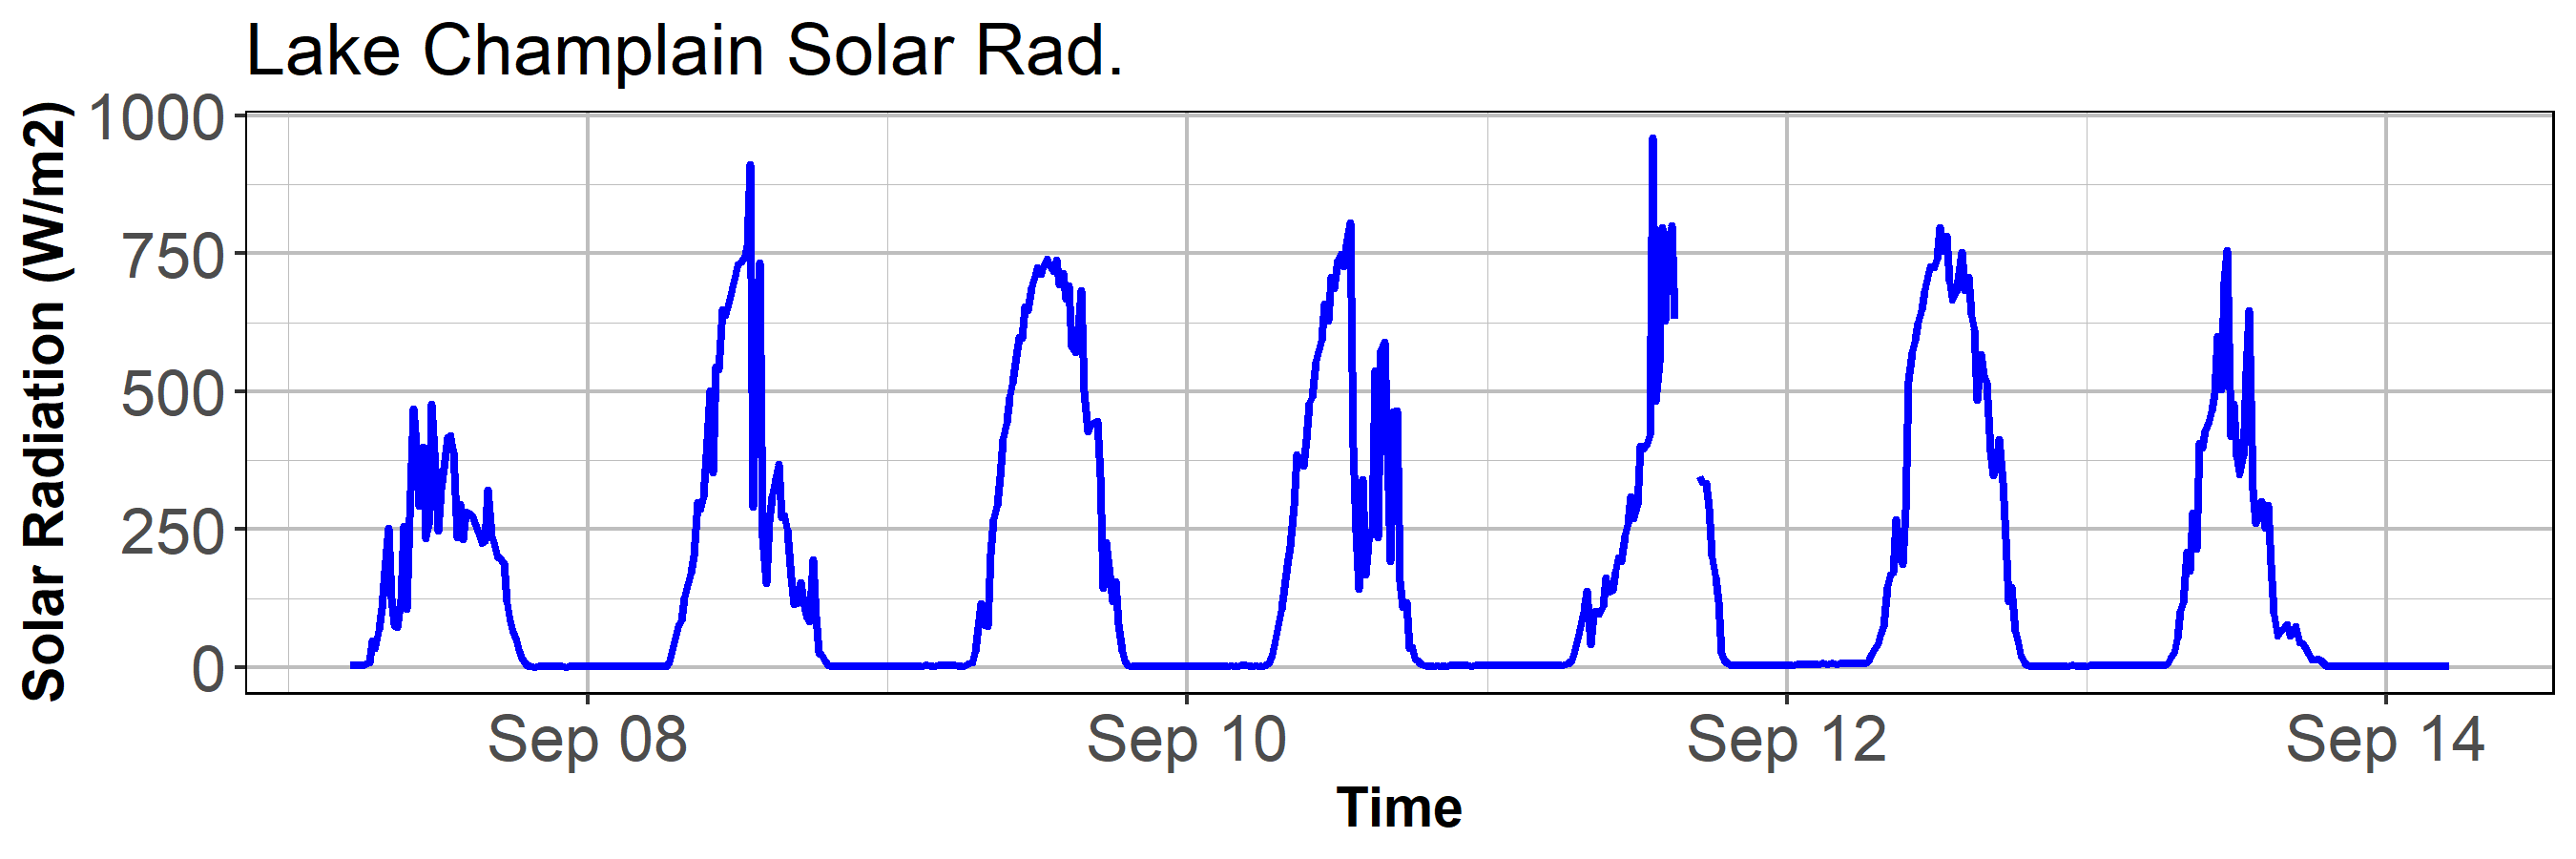 Lake Champlain Solar Rad.
Solar Radiation (W/m2)
1000
750
500
250
0
Sep 08
Sep 10
Sep 12
Sep 14
Time